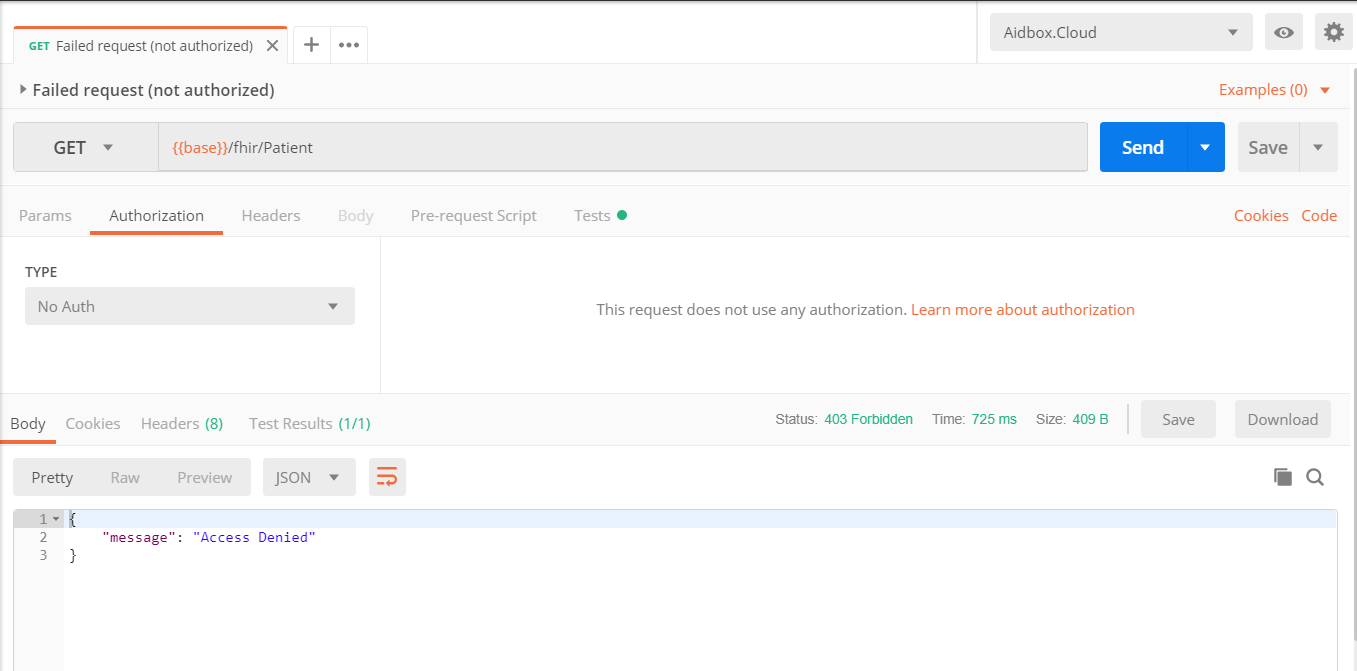 GET Failed request (not authorized)
Aidbox.Cloud
Failed request (not authorized)
Examples (0)
GET
{{base}}/fhir/Patient
Send
Save
Params Authorization Headers Body Pre-request Script Tests
Cookies Code
TYPE
No Auth
This request does not use any authorization. Learn more about authorization
Body Cookies Headers (8) Test Results (1/1)
Status: 403 Forbidden Time: 725 ms Size: 409 B
Save
Download
Pretty Raw Preview JSON
1 {
2 "message": "Access Denied"
3 }